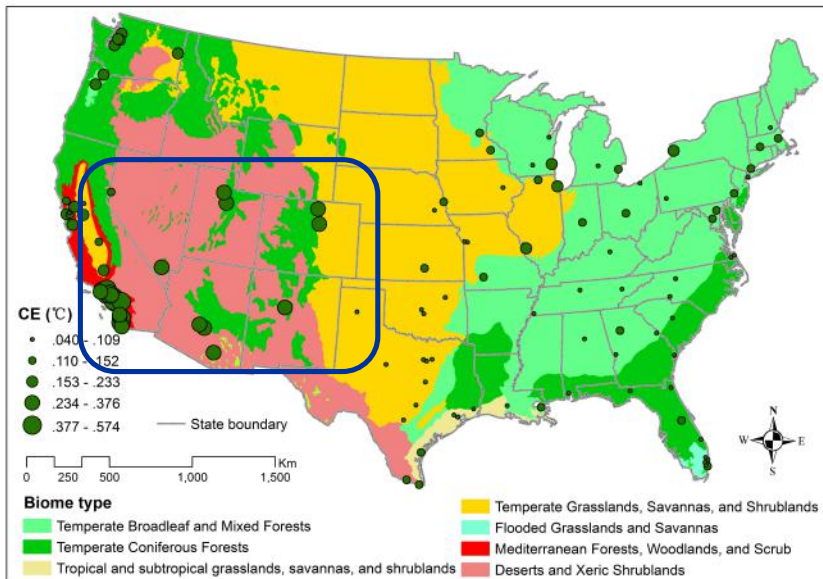 CE (℃)
.040 - .109
.110 - .152
.153 - .233
.234 - .376
.377 - .574
State boundary
0 250 500 1,000 1,500
Km
N
W E
S
Biome type
Temperate Broadleaf and Mixed Forests
Temperate Coniferous Forests
Tropical and subtropical grasslands, savannas, and shrublands
Temperate Grasslands, Savannas, and Shrublands
Flooded Grasslands and Savannas
Mediterranean Forests, Woodlands, and Scrub
Deserts and Xeric Shrublands